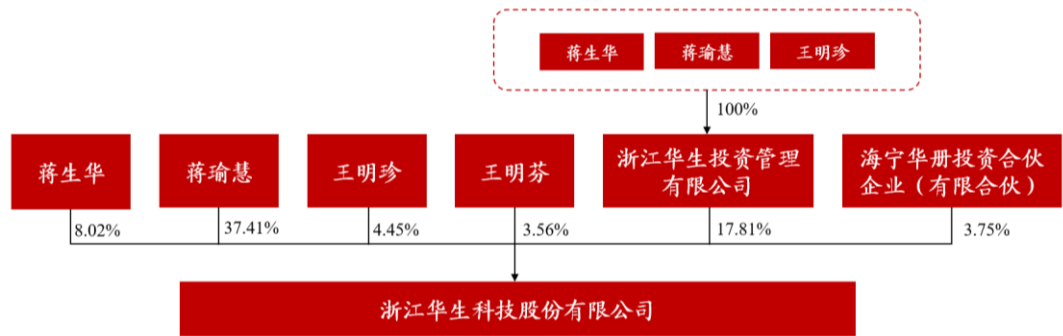 蒋生华
蒋瑜慧
王明珍
100%
蒋生华
蒋瑜慧
王明珍
王明芬
浙江华生投资管理
有限公司
海宁华册投资合伙
企业（有限合伙）
8.02%
37.41%
4.45%
3.56%
17.81%
3.75%
浙江华生科技股份有限公司